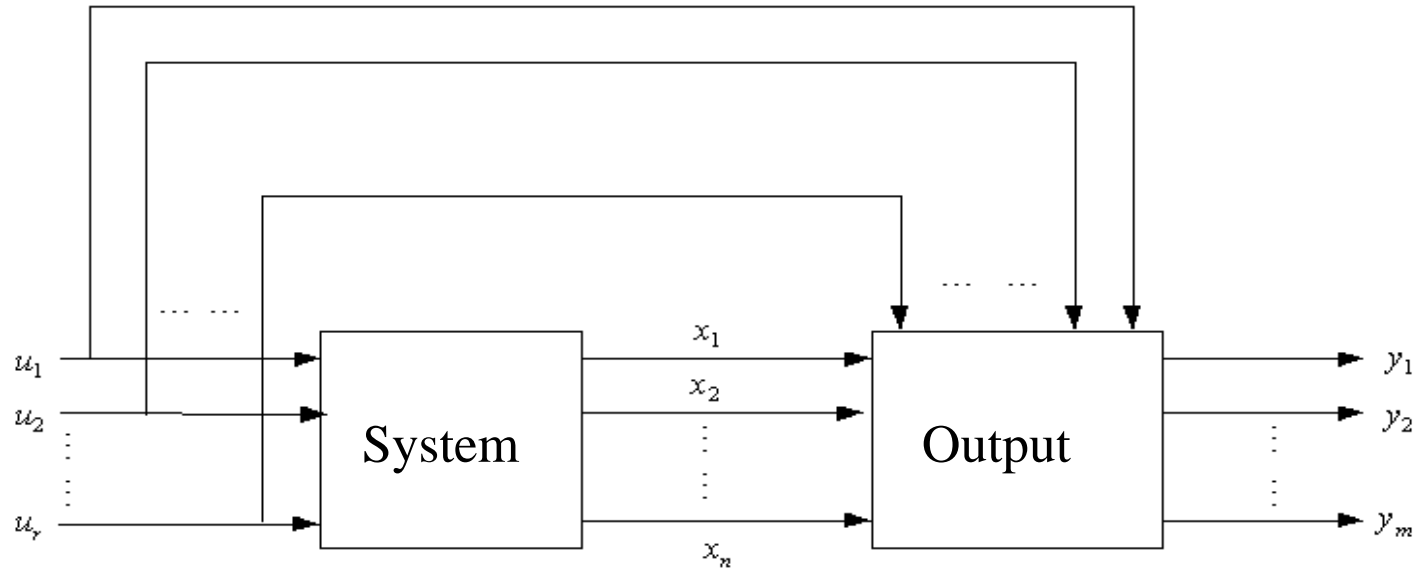 ... ...
... ...
u₁
x₁
y₁
u₂
x₂
y₂
System
Output
uᵣ
xₙ
yₘ